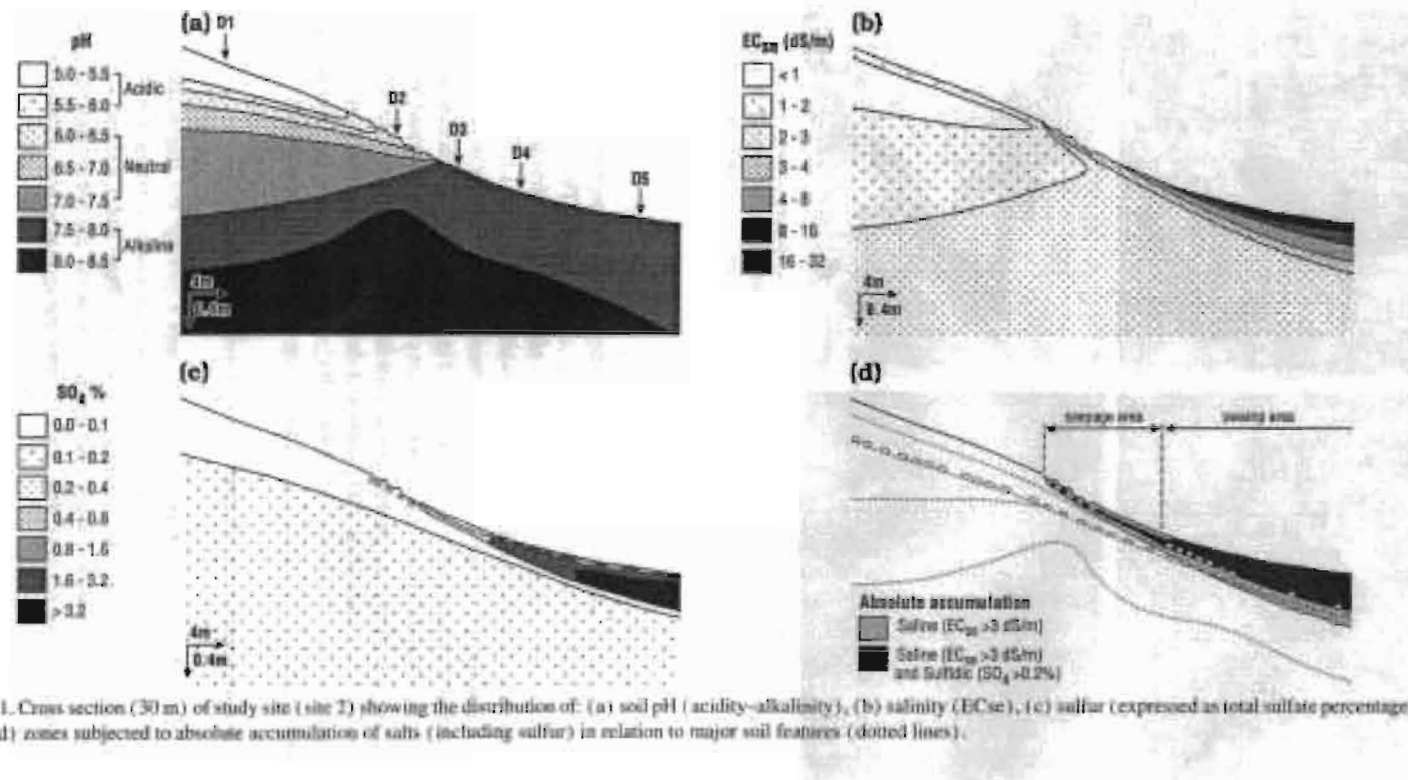 (a) D1
pH
5.0 - 5.5
5.5 - 6.0
Acidic
6.0 - 6.5
6.5 - 7.0
7.0 - 7.5
Neutral
7.5 - 8.0
8.0 - 8.5
Alkaline
D2
D3
D4
D5
4m
(b)
ECse (dS/m)
< 1
1 - 2
2 - 3
3 - 4
4 - 8
8 - 16
16 - 32
4m
0.4m
(c)
SO4 %
0.0 - 0.1
0.1 - 0.2
0.2 - 0.4
0.4 - 0.8
0.8 - 1.6
1.6 - 3.2
> 3.2
4m
0.4m
(d)
seepage area
area
Absolute accumulation
Saline (ECse >3 dS/m)
Saline (ECse >3 dS/m)
and Sulfidic (SO4 >0.2%)
1. Cross section (30 m) of study site (site 2) showing the distribution of: (a) soil pH (acidity–alkalinity), (b) salinity (ECse), (c) sulfur (expressed as total sulfate percentage
d) zones subjected to absolute accumulation of salts (including sulfur) in relation to major soil features (dotted lines).